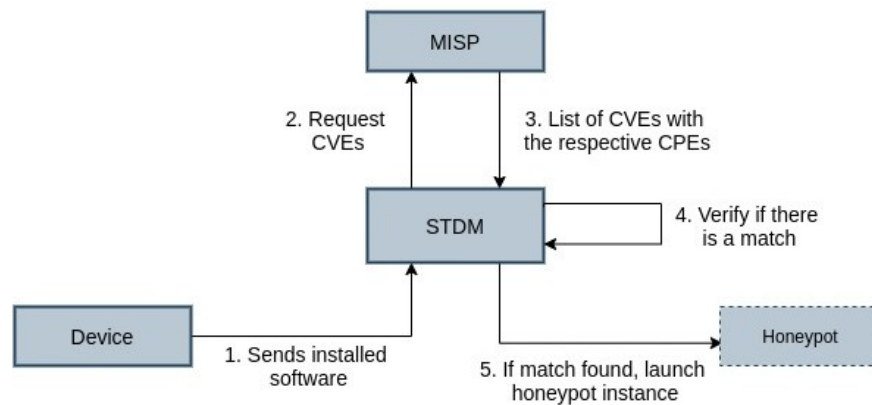 MISP
2. Request
CVEs
3. List of CVEs with
the respective CPEs
STDM
4. Verify if there
is a match
Device
1. Sends installed
software
Honeypot
5. If match found, launch
honeypot instance